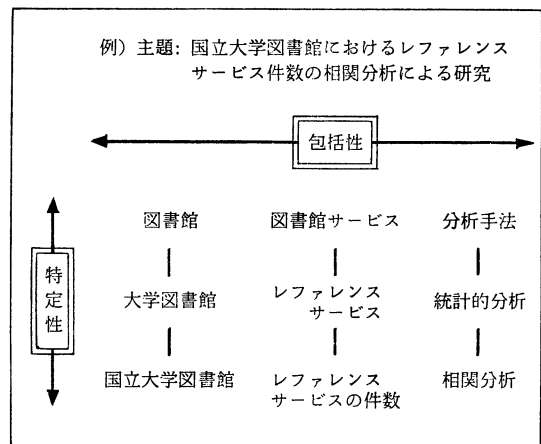 例）主題: 国立大学図書館におけるレファレンス
サービス件数の相関分析による研究
包括性
特定性
図書館 図書館サービス 分析手法
大学図書館 レファレンスサービス 統計的分析
国立大学図書館 レファレンスサービスの件数 相関分析